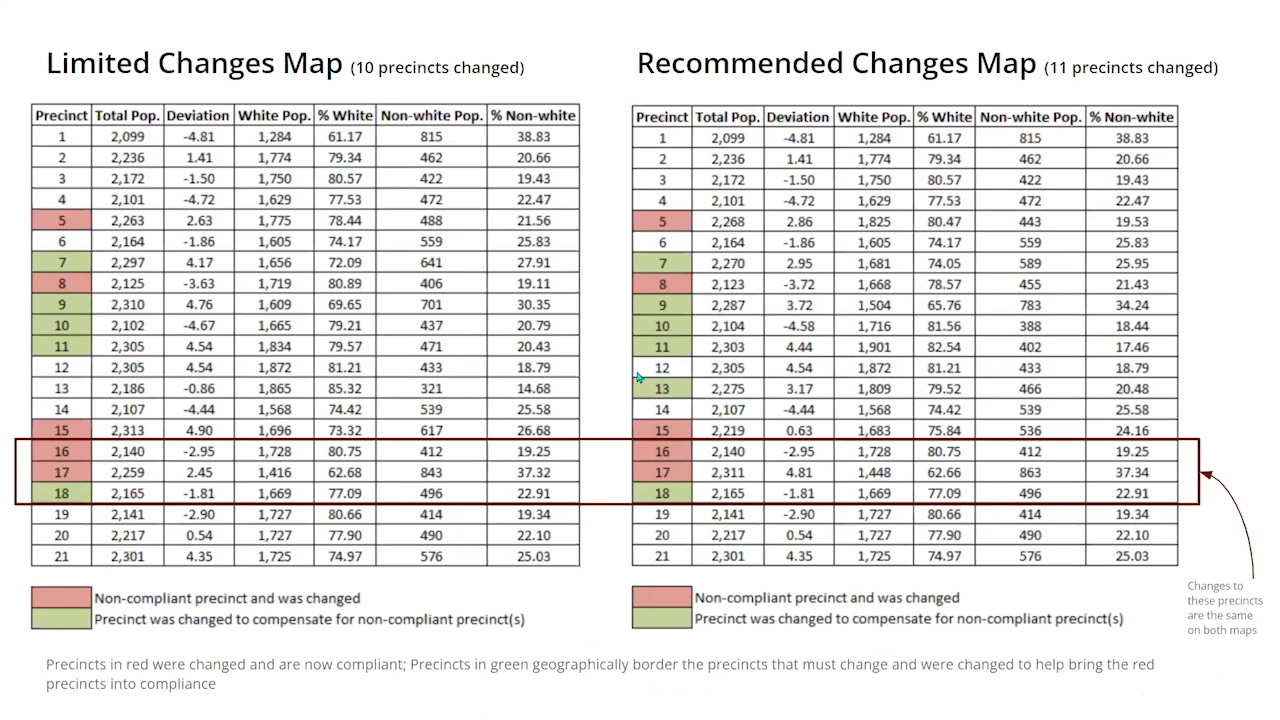 Limited Changes Map (10 precincts changed)
Precinct Total Pop. Deviation White Pop. % White Non-white Pop. % Non-white
1 2,099 -4.81 1,284 61.17 815 38.83
2 2,236 1.41 1,774 79.34 462 20.66
3 2,172 -1.50 1,750 80.57 422 19.43
4 2,101 -4.72 1,629 77.53 472 22.47
5 2,263 2.63 1,775 78.44 488 21.56
6 2,164 -1.86 1,605 74.17 559 25.83
7 2,297 4.17 1,656 72.09 641 27.91
8 2,125 -3.63 1,719 80.89 406 19.11
9 2,310 4.76 1,609 69.65 701 30.35
10 2,102 -4.67 1,665 79.21 437 20.79
11 2,305 4.54 1,834 79.57 471 20.43
12 2,305 4.54 1,872 81.21 433 18.79
13 2,186 -0.86 1,865 85.32 321 14.68
14 2,107 -4.44 1,568 74.42 539 25.58
15 2,313 4.90 1,696 73.32 617 26.68
16 2,140 -2.95 1,728 80.75 412 19.25
17 2,259 2.45 1,416 62.68 843 37.32
18 2,165 -1.81 1,669 77.09 496 22.91
19 2,141 -2.90 1,727 80.66 414 19.34
20 2,217 0.54 1,727 77.90 490 22.10
21 2,301 4.35 1,725 74.97 576 25.03
Non-compliant precinct and was changed
Precinct was changed to compensate for non-compliant precinct(s)
Recommended Changes Map (11 precincts changed)
Precinct Total Pop. Deviation White Pop. % White Non-white Pop. % Non-white
1 2,099 -4.81 1,284 61.17 815 38.83
2 2,236 1.41 1,774 79.34 462 20.66
3 2,172 -1.50 1,750 80.57 422 19.43
4 2,101 -4.72 1,629 77.53 472 22.47
5 2,268 2.86 1,825 80.47 443 19.53
6 2,164 -1.86 1,605 74.17 559 25.83
7 2,270 2.95 1,681 74.05 589 25.95
8 2,123 -3.72 1,668 78.57 455 21.43
9 2,287 3.72 1,504 65.76 783 34.24
10 2,104 -4.58 1,716 81.56 388 18.44
11 2,303 4.44 1,901 82.54 402 17.46
12 2,305 4.54 1,872 81.21 433 18.79
13 2,275 3.17 1,809 79.52 466 20.48
14 2,107 -4.44 1,568 74.42 539 25.58
15 2,219 0.63 1,683 75.84 536 24.16
16 2,140 -2.95 1,728 80.75 412 19.25
17 2,311 4.81 1,448 62.66 863 37.34
18 2,165 -1.81 1,669 77.09 496 22.91
19 2,141 -2.90 1,727 80.66 414 19.34
20 2,217 0.54 1,727 77.90 490 22.10
21 2,301 4.35 1,725 74.97 576 25.03
Non-compliant precinct and was changed
Precinct was changed to compensate for non-compliant precinct(s)
Changes to
these precincts
are the same
on both maps
Precincts in red were changed and are now compliant; Precincts in green geographically border the precincts that must change and were changed to help bring the red
precincts into compliance